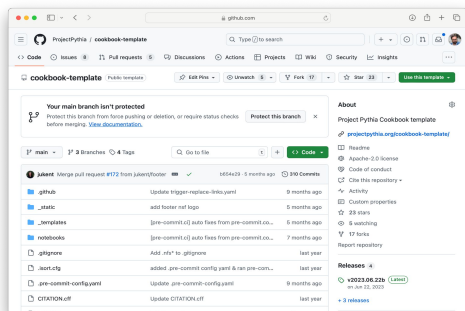 github.com
ProjectPythia / cookbook-template
Type / to search
Code Issues 8 Pull requests 5 Discussions Actions Projects Wiki Security Insights
cookbook-template Public template
Edit Pins Unwatch 5 Fork 17 Star 23 Use this template
Your main branch isn't protected
Protect this branch from force pushing or deletion, or require status checks
before merging. View documentation.
Protect this branch
main 3 Branches 4 Tags Go to file t Code
jukent Merge pull request #172 from jukent/footer
b654e29 · 5 months ago 310 Commits
.github Update trigger-replace-links.yaml 9 months ago
_static add footer nsf logo 5 months ago
_templates [pre-commit.ci] auto fixes from pre-commit.co... 5 months ago
notebooks [pre-commit.ci] auto fixes from pre-commit.co... 7 months ago
.gitignore Add .nfs* to .gitignore last year
.isort.cfg added .pre-commit config yaml & ran pre-com... last year
.pre-commit-config.yaml Update .pre-commit-config.yaml 9 months ago
CITATION.cff Update CITATION.cff last year
About
Project Pythia Cookbook template
projectpythia.org/cookbook-template/
Readme
Apache-2.0 license
Code of conduct
Cite this repository
Activity
Custom properties
23 stars
5 watching
17 forks
Report repository
Releases 4
v2023.06.22b Latest
on Jun 22, 2023
+ 3 releases